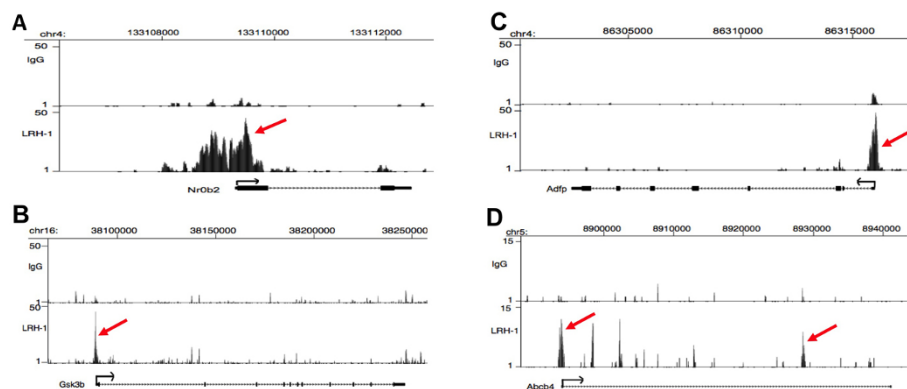 A
chr4: 133108000 133110000 133112000
50
IgG
1
50
LRH-1
1
Nr0b2
B
chr16: 38100000 38150000 38200000 38250000
50
IgG
1
50
LRH-1
1
Gsk3b
C
chr4: 86305000 86310000 86315000
50
IgG
1
50
LRH-1
1
Adfp
D
chr5: 8900000 8910000 8920000 8930000 8940000
15
IgG
1
15
LRH-1
1
Abcb4